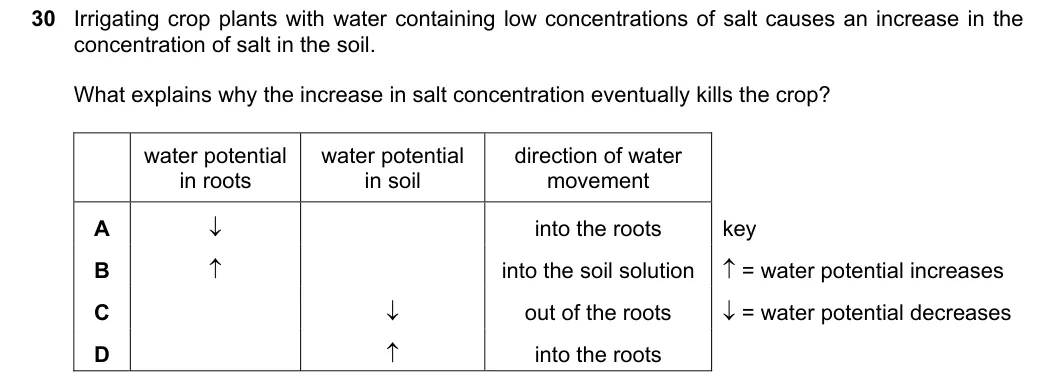 30 Irrigating crop plants with water containing low concentrations of salt causes an increase in the
concentration of salt in the soil.
What explains why the increase in salt concentration eventually kills the crop?
water potential in roots water potential in soil direction of water movement
A ↓ into the roots key
B ↑ into the soil solution ↑ = water potential increases
C ↓ out of the roots ↓ = water potential decreases
D ↑ into the roots